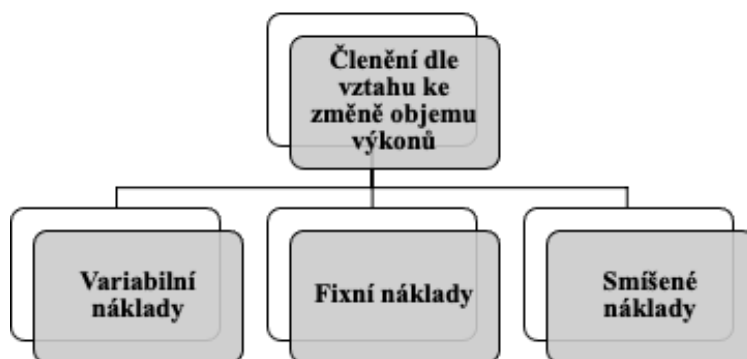 Členění dle
vztahu ke
změně objemu
výkonů
Variabilní
náklady
Fixní náklady
Smíšené
náklady